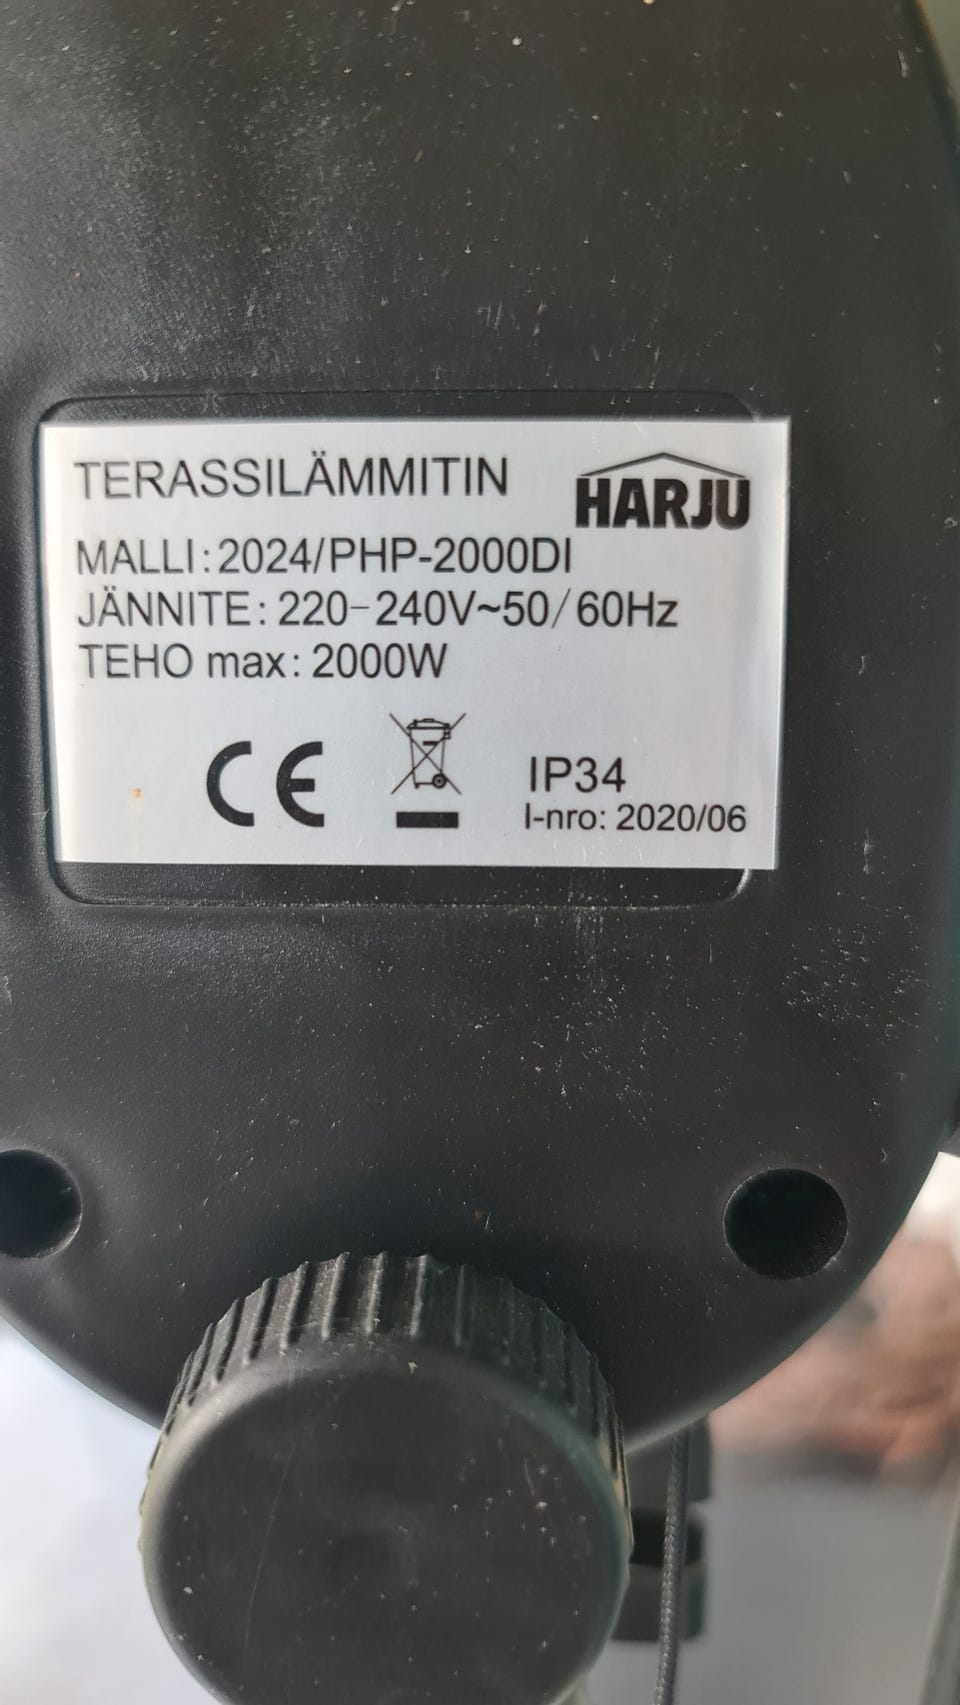 TERASSILÄMMITIN
HARJU
MALLI: 2024/PHP-2000DI
JÄNNITE: 220-240V~50/60Hz
TEHO max: 2000W
CE
IP34
I-nro: 2020/06